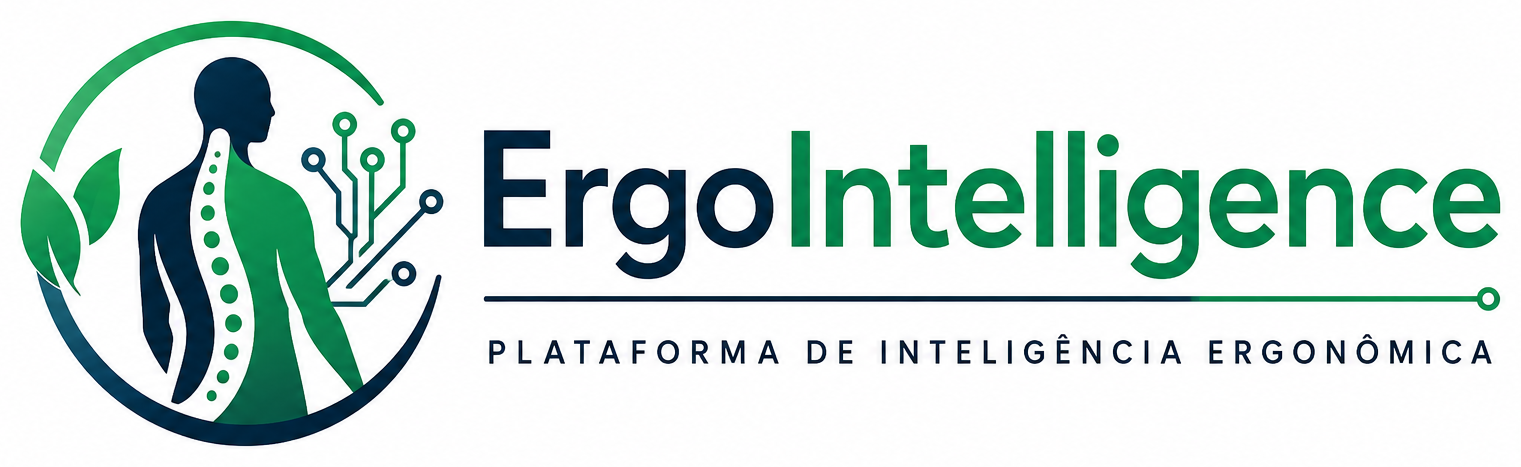 ErgoIntelligence
PLATAFORMA DE INTELIGÊNCIA ERGONÔMICA